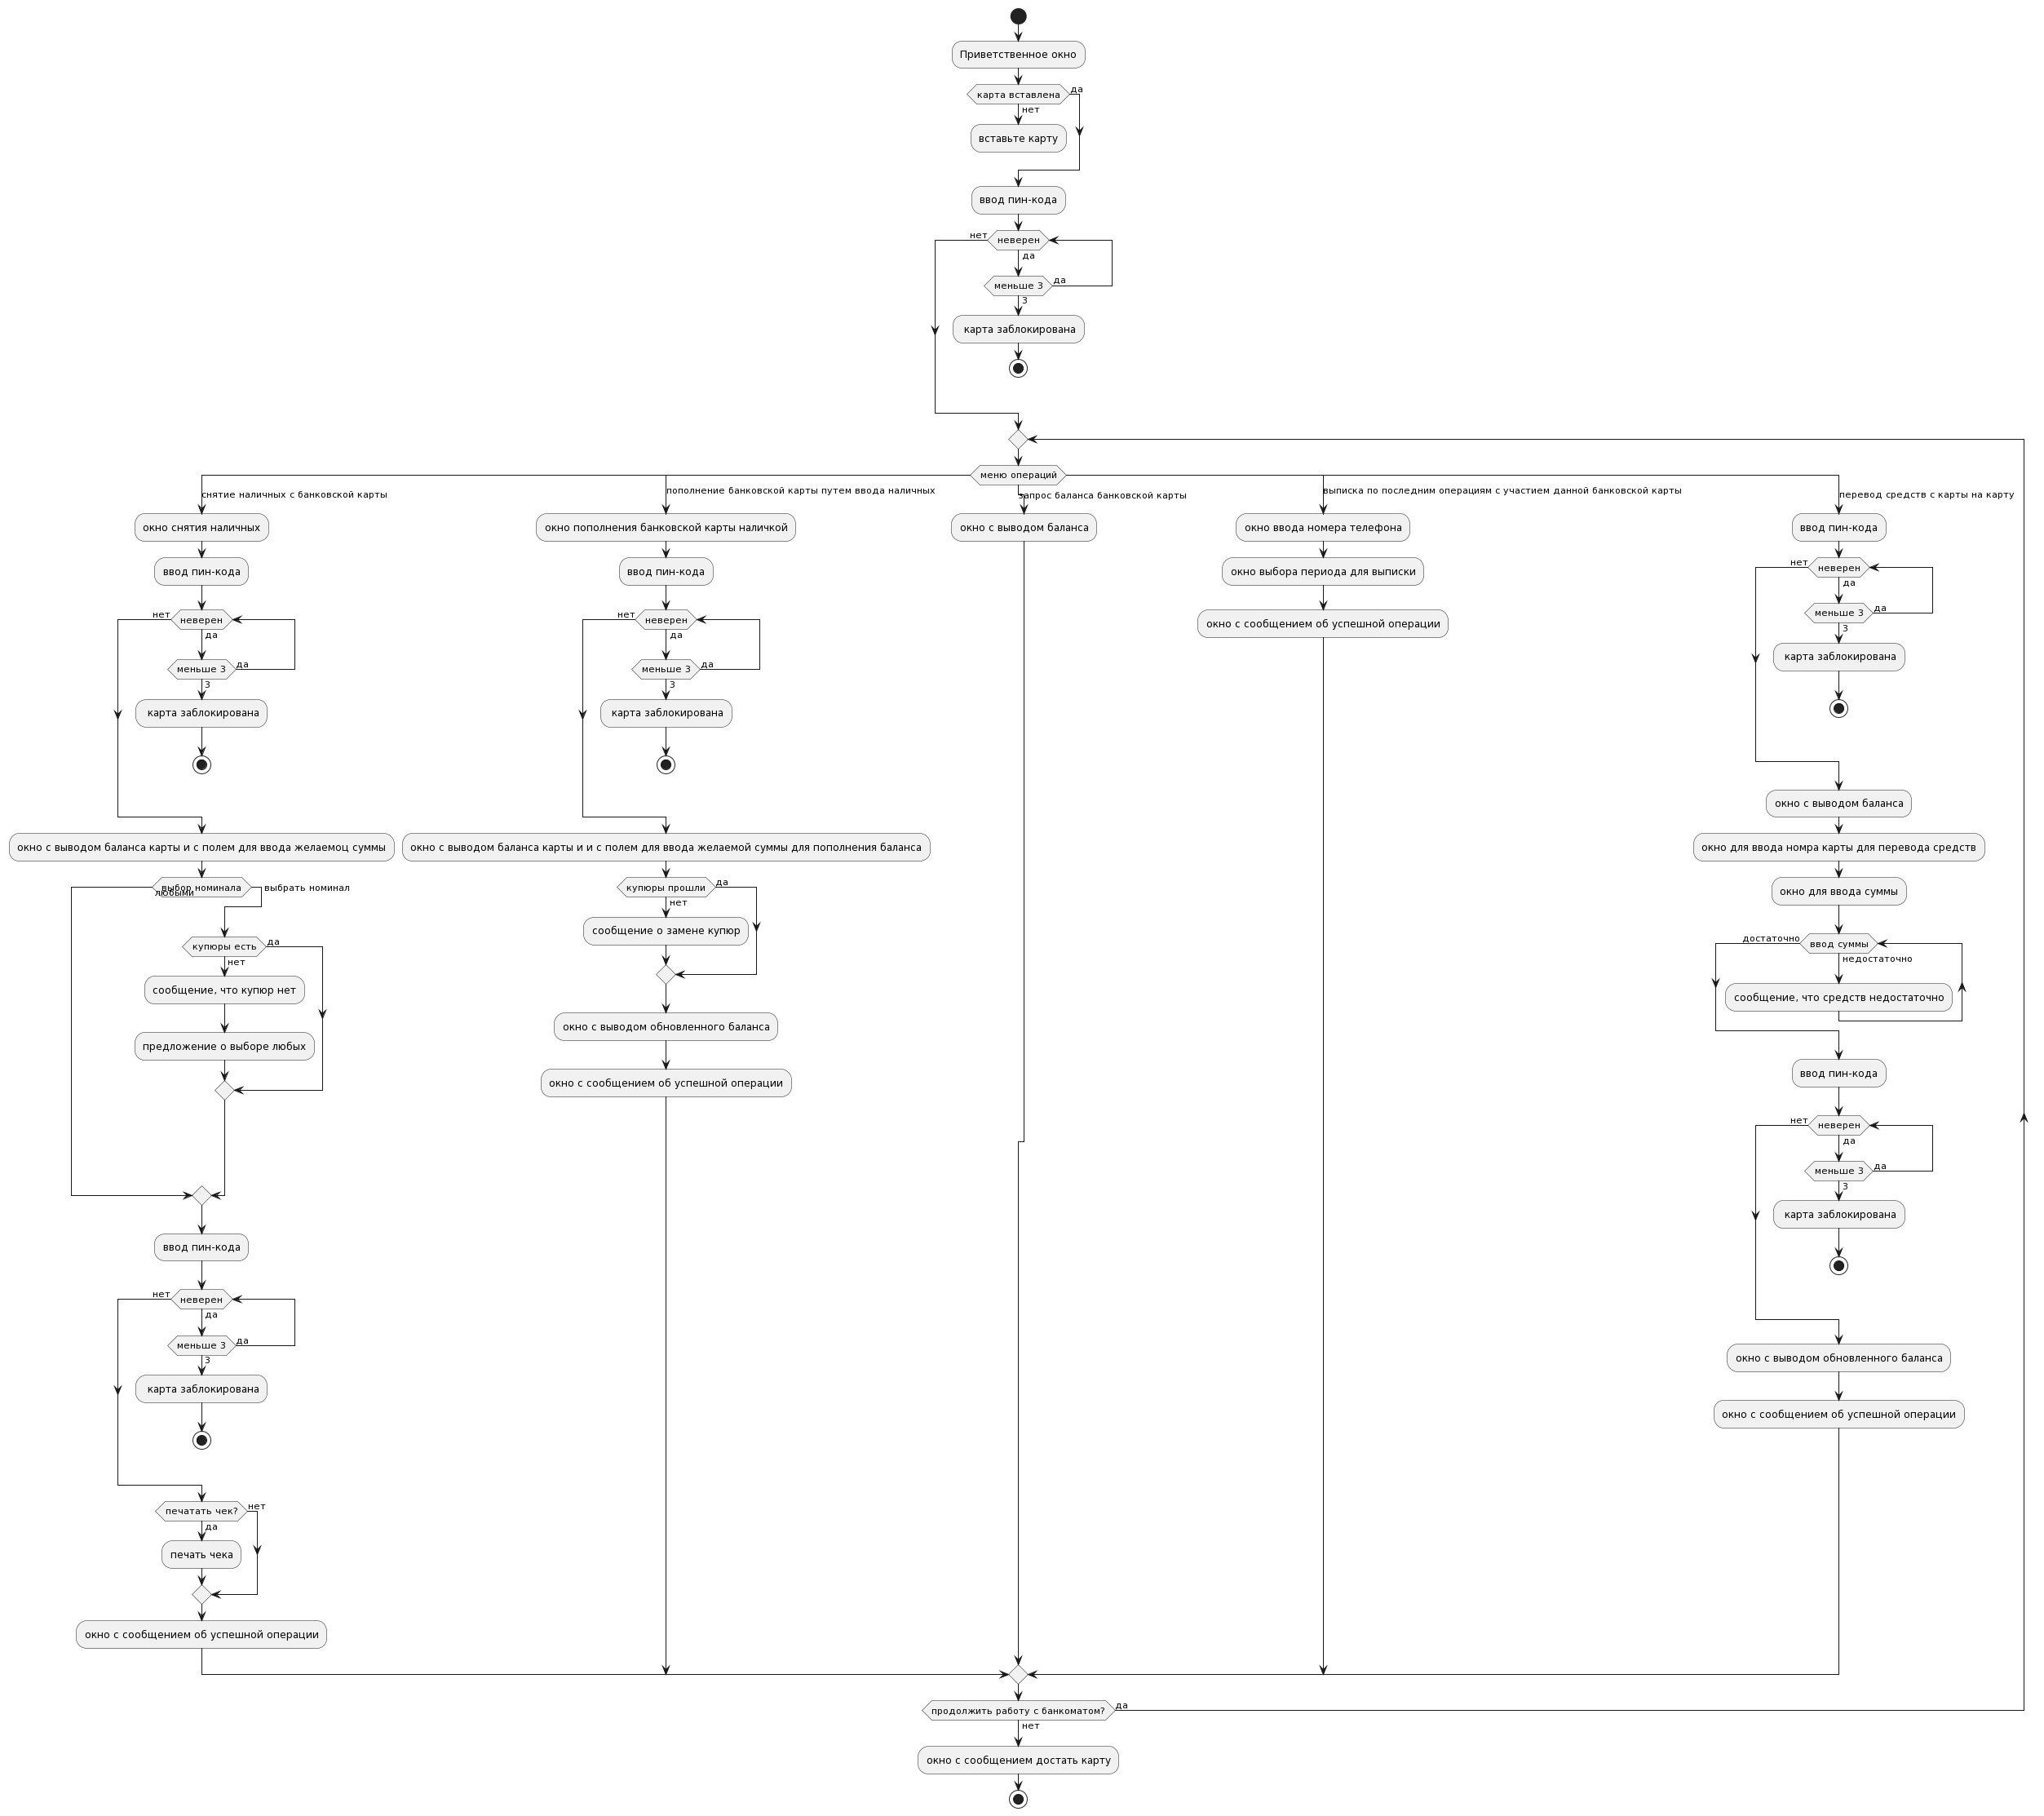 Приветственное окно
карта вставлена
да
нет
вставьте карту
ввод пин-кода
нет
неверен
да
меньше 3
да
3
карта заблокирована
меню операций
снятие наличных с банковской карты
окно снятия наличных
ввод пин-кода
нет
неверен
да
меньше 3
да
3
карта заблокирована
окно с выводом баланса карты и с полем для ввода желаемоц суммы
выбор номинала
любыми
выбрать номинал
купюры есть
да
нет
сообщение, что купюр нет
предложение о выборе любых
ввод пин-кода
нет
неверен
да
меньше 3
да
3
карта заблокирована
печатать чек?
нет
да
печать чека
окно с сообщением об успешной операции
пополнение банковской карты путем ввода наличных
окно пополнения банковской карты наличкой
ввод пин-кода
нет
неверен
да
меньше 3
да
3
карта заблокирована
окно с выводом баланса карты и и с полем для ввода желаемой суммы для пополнения баланса
купюры прошли
да
нет
сообщение о замене купюр
окно с выводом обновленного баланса
окно с сообщением об успешной операции
запрос баланса банковской карты
окно с выводом баланса
выписка по последним операциям с участием данной банковской карты
окно ввода номера телефона
окно выбора периода для выписки
окно с сообщением об успешной операции
перевод средств с карты на карту
ввод пин-кода
нет
неверен
да
меньше 3
да
3
карта заблокирована
окно с выводом баланса
окно для ввода номра карты для перевода средств
окно для ввода суммы
достаточно
ввод суммы
недостаточно
сообщение, что средств недостаточно
ввод пин-кода
нет
неверен
да
меньше 3
да
3
карта заблокирована
окно с выводом обновленного баланса
окно с сообщением об успешной операции
продолжить работу с банкоматом?
да
нет
окно с сообщением достать карту